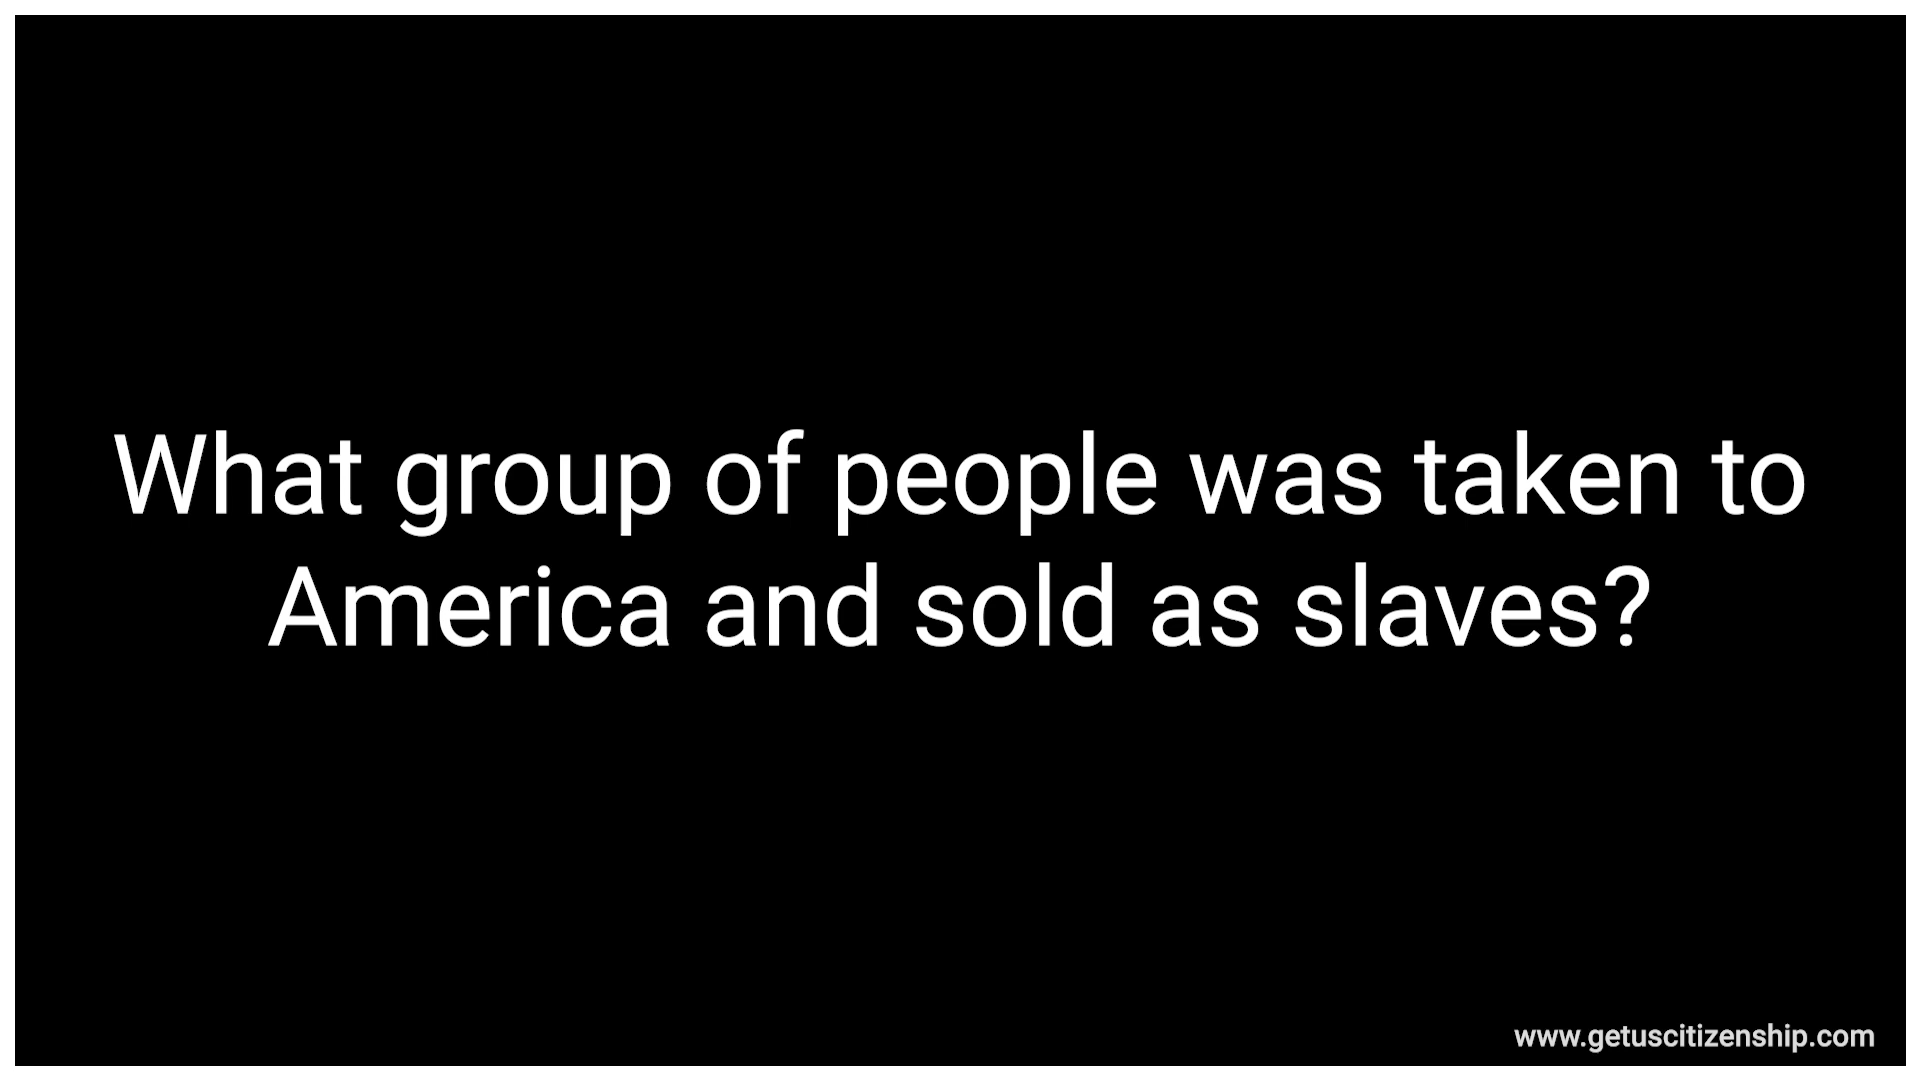 What group of people was taken to
America and sold as slaves?
www.getuscitizenship.com